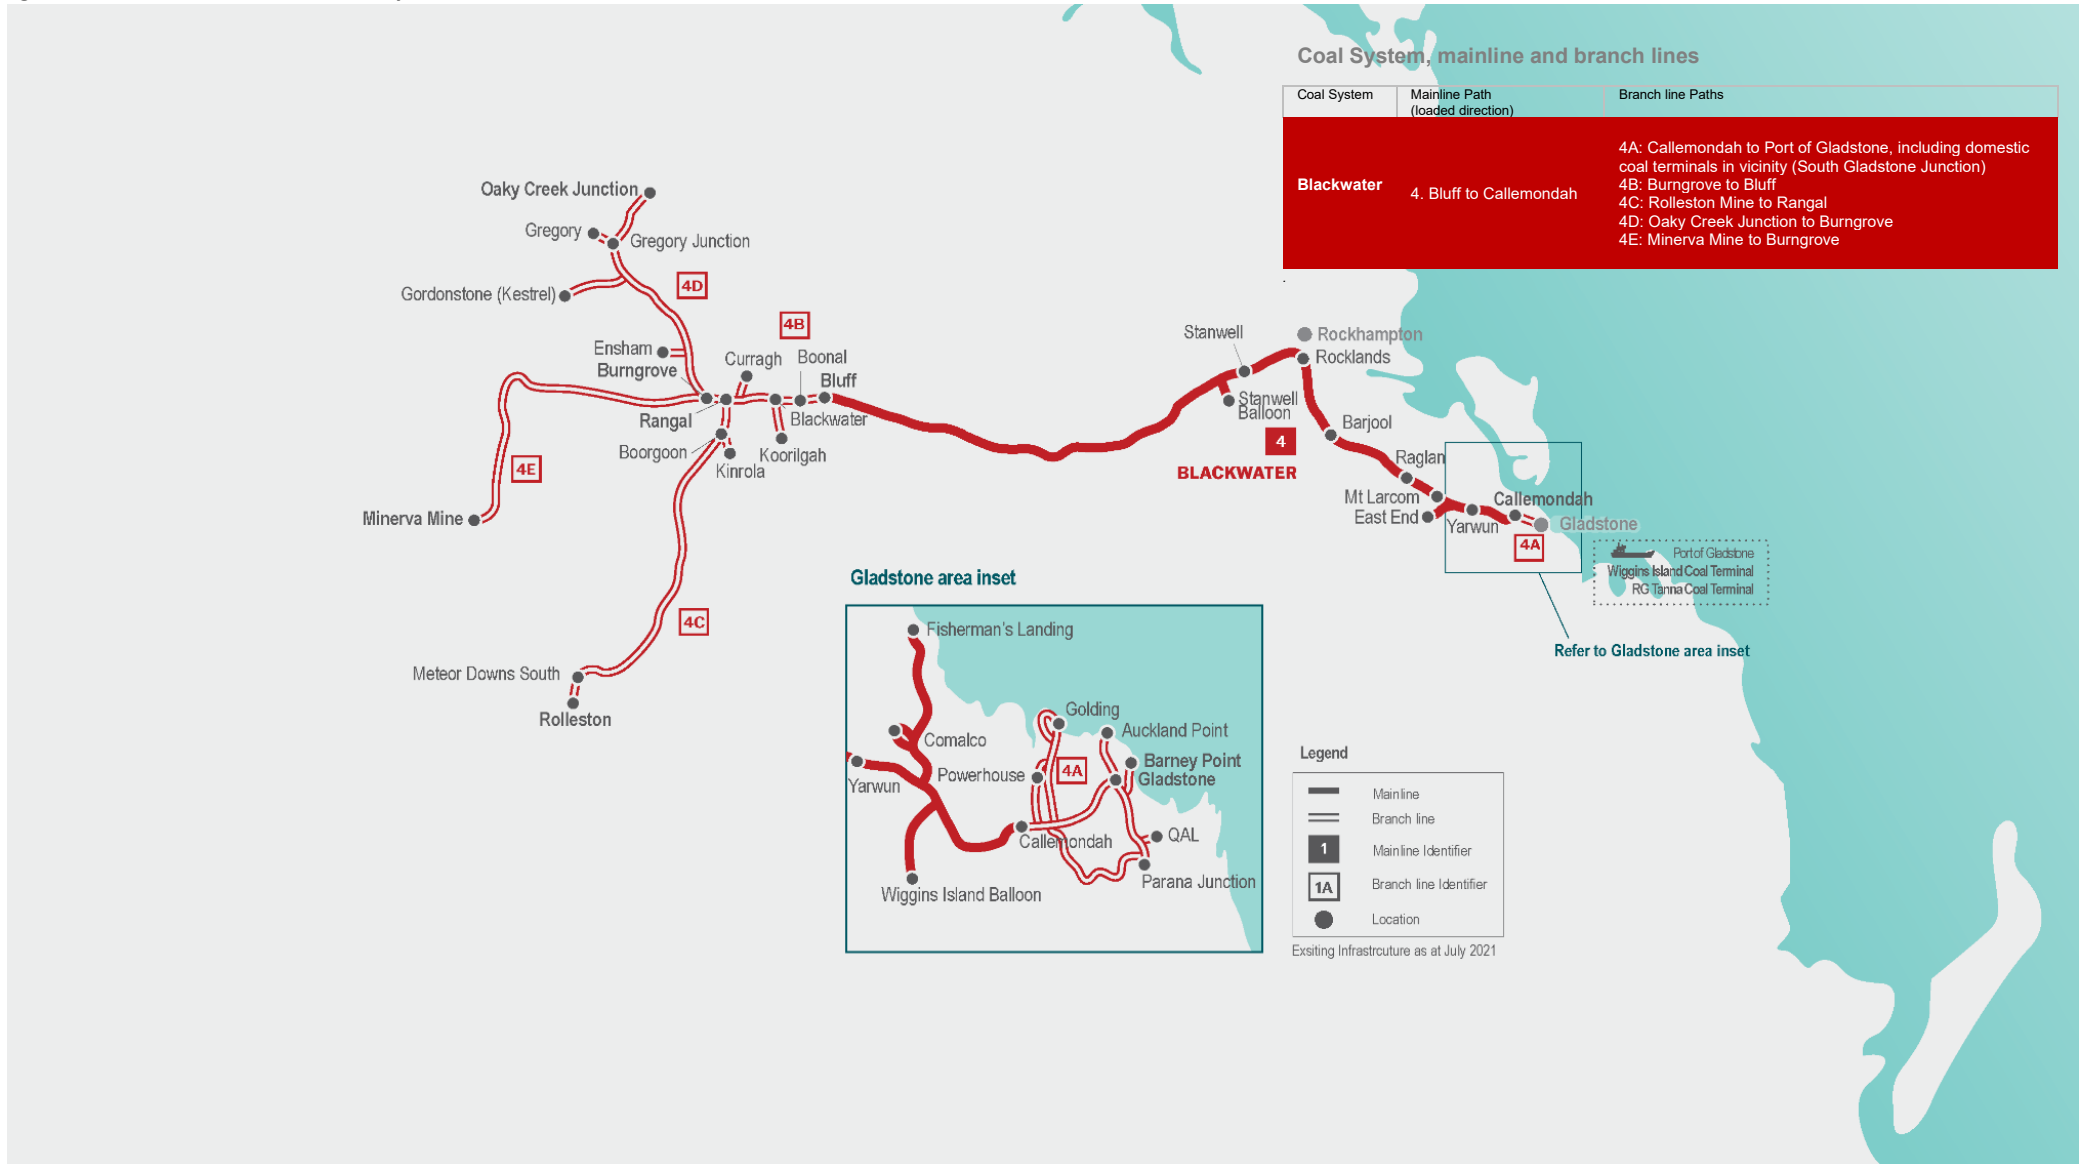 Coal System, mainline and branch lines
Coal System
Mainline Path
(loaded direction)
Branch line Paths
Blackwater
4. Bluff to Callemondah
4A: Callemondah to Port of Gladstone, including domestic
coal terminals in vicinity (South Gladstone Junction)
4B: Burngrove to Bluff
4C: Rolleston Mine to Rangal
4D: Oaky Creek Junction to Burngrove
4E: Minerva Mine to Burngrove
Oaky Creek Junction
Gregory
Gregory Junction
Gordonstone (Kestrel)
4D
4B
Ensham
Burngrove
Curragh
Boonal
Bluff
Rangal
Blackwater
Boorgoon
Kinrola
Koorilgah
4E
Minerva Mine
4C
Meteor Downs South
Rolleston
Stanwell
Rockhampton
Rocklands
Stanwell
Balloon
4
BLACKWATER
Barjool
Raglan
Mt Larcom
East End
Yarwun
Callemondah
Gladstone
4A
Port of Gladstone
Wiggins Island Coal Terminal
RG Tanna Coal Terminal
Refer to Gladstone area inset
Gladstone area inset
Fisherman's Landing
Golding
Auckland Point
Comalco
Barney Point
Yarwun
Powerhouse
4A
Gladstone
Callemondah
QAL
Parana Junction
Wiggins Island Balloon
Legend
Mainline
Branch line
1
Mainline Identifier
1A
Branch line Identifier
Location
Exsiting Infrastrcuture as at July 2021